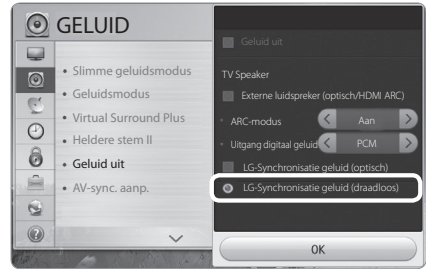 GELUID
Slimme geluidsmodus
Geluidsmodus
Virtual Surround Plus
Heldere stem II
Geluid uit
AV-sync. aanp.
Geluid uit
TV Speaker
Externe luidspreker (optisch/HDMI ARC)
ARC-modus Aan
Uitgang digitaal geluid PCM
LG-Synchronisatie geluid (optisch)
LG-Synchronisatie geluid (draadloos)
OK